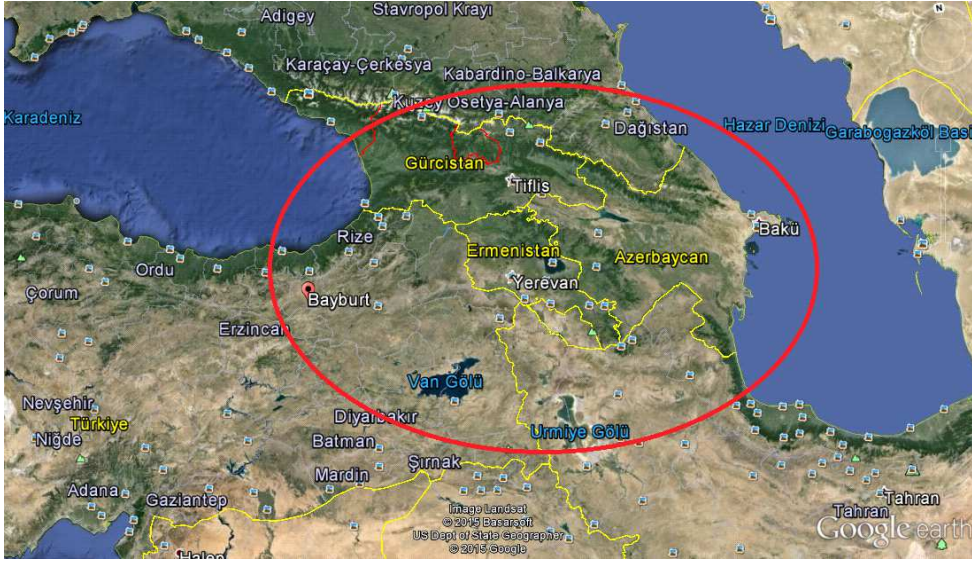 Adigey
Stavropol Krayı
N
Karaçay-Çerkesya
Kabardino-Balkarya
Kuzey Osetya-Alanya
Karadeniz
Dağıstan
Hazar Denizi
Garabogazköl Bası
Gürcistan
Tiflis
Rize
Ermenistan
Azerbaycan
Bakü
Ordu
Yerevan
Çorum
Bayburt
Erzincan
Van Gölü
Nevşehir
Diyarbakır
Türkiye
Urmiye Gölü
Niğde
Batman
Şırnak
Mardin
Adana
Gaziantep
Tahran
Tahran
Image Landsat
© 2015 Basarsoft
US Dept of State Geographer
© 2015 Google
Google earth
Halep